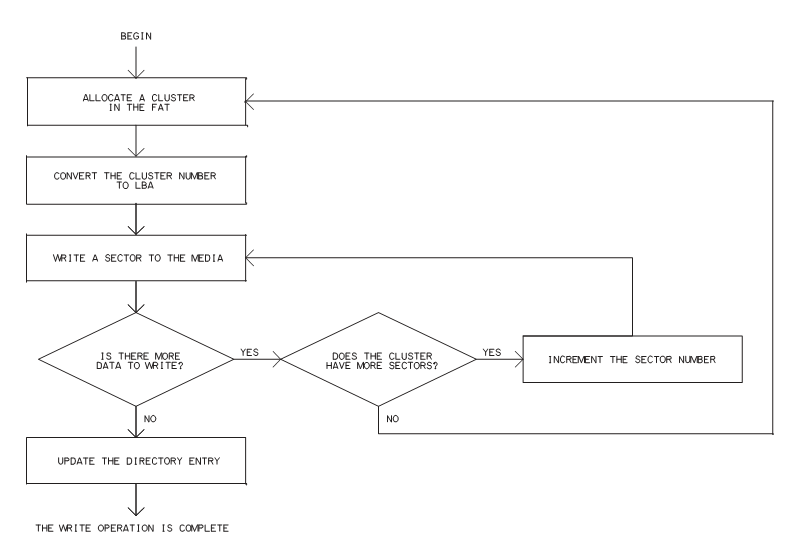 BEGIN
ALLOCATE A CLUSTER
IN THE FAT
CONVERT THE CLUSTER NUMBER
TO LBA
WRITE A SECTOR TO THE MEDIA
IS THERE MORE
DATA TO WRITE?
YES
DOES THE CLUSTER
HAVE MORE SECTORS?
YES
INCREMENT THE SECTOR NUMBER
NO
NO
UPDATE THE DIRECTORY ENTRY
THE WRITE OPERATION IS COMPLETE